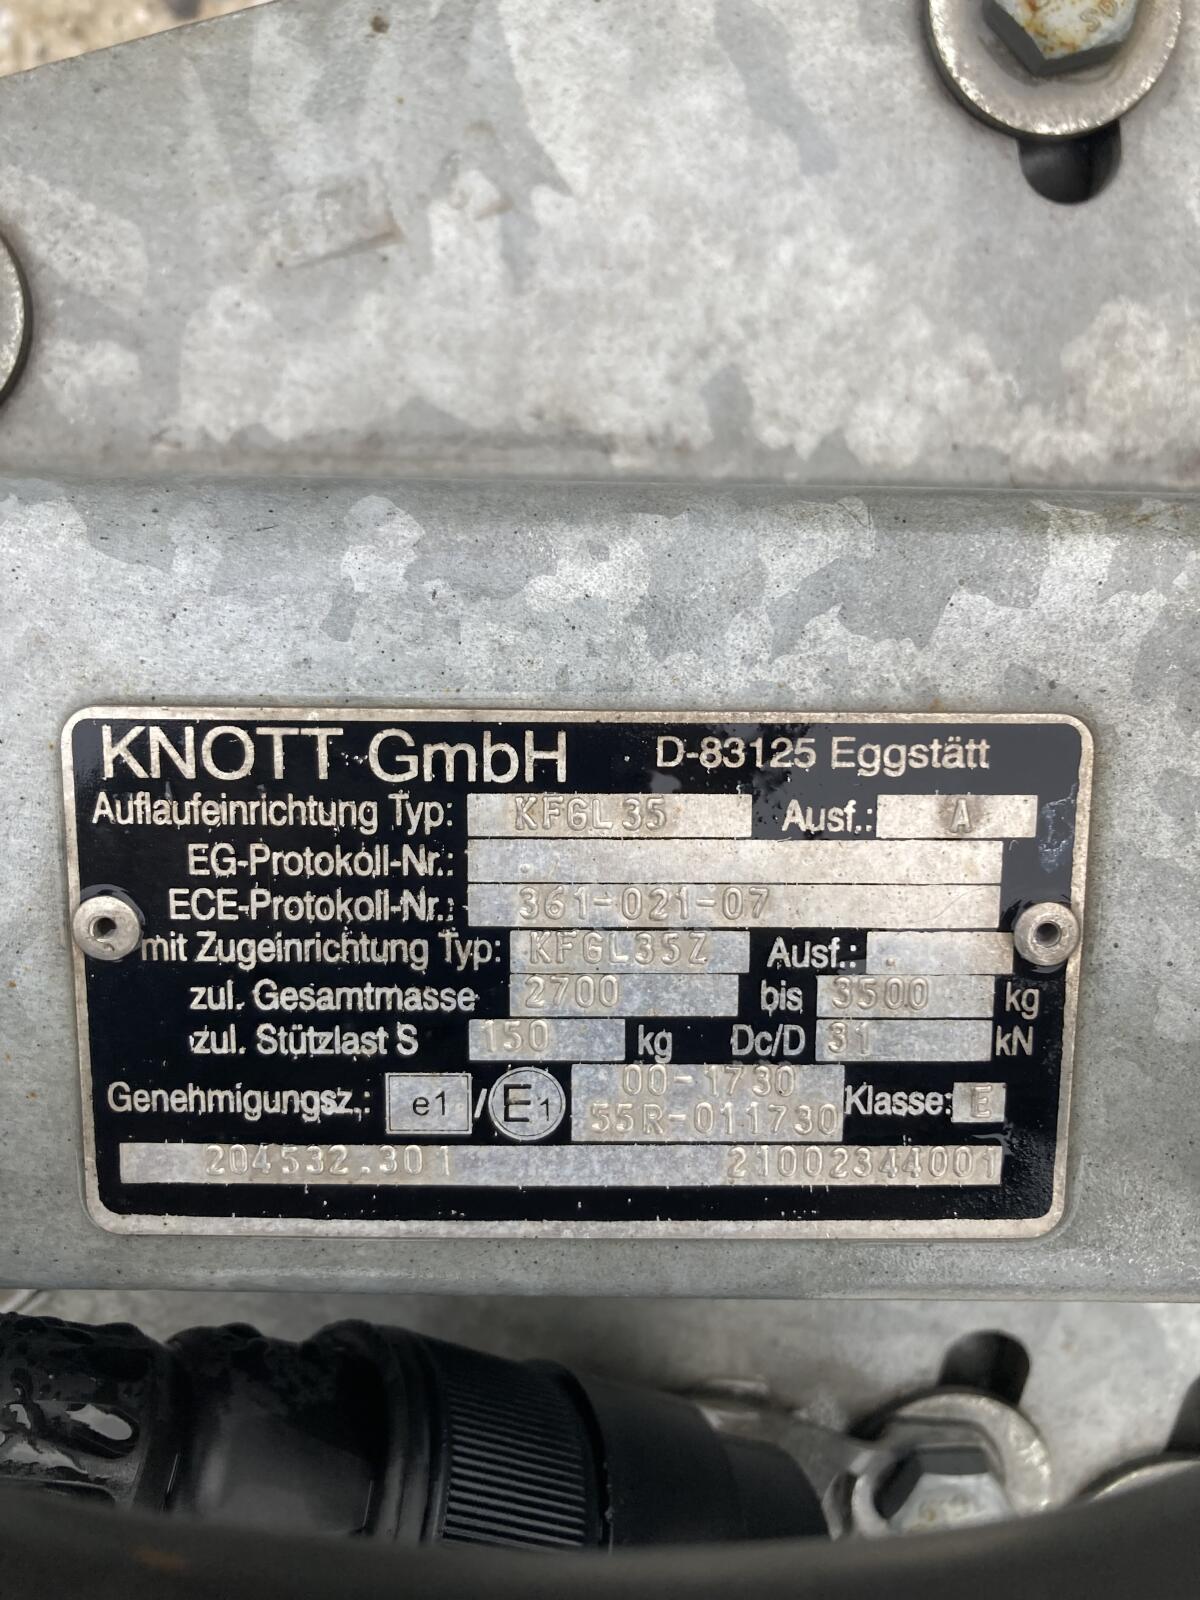 KNOTT GmbH D-83125 Eggstätt
Auflaufeinrichtung Typ: KFGL35 Ausf.: A
EG-Protokoll-Nr.:
ECE-Protokoll-Nr.: 361-021-07
mit Zugeinrichtung Typ: KFGL35Z Ausf.:
zul. Gesamtmasse 2700 bis 3500 kg
zul. Stützlast S 150 kg Dc/D 31 kN
Genehmigungsz.: e1 / E1 00-1730 Klasse: E
55R-011730
204532.301 21002344001